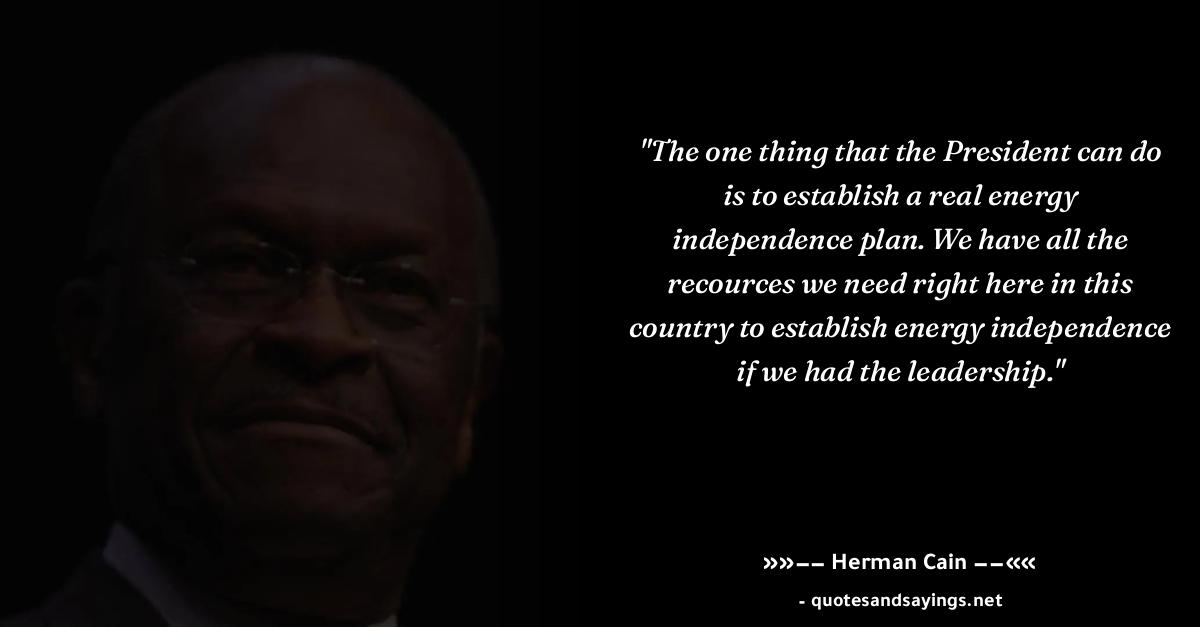 "The one thing that the President can do
is to establish a real energy
independence plan. We have all the
recources we need right here in this
country to establish energy independence
if we had the leadership."
»»–– Herman Cain ––««
- quotesandsayings.net